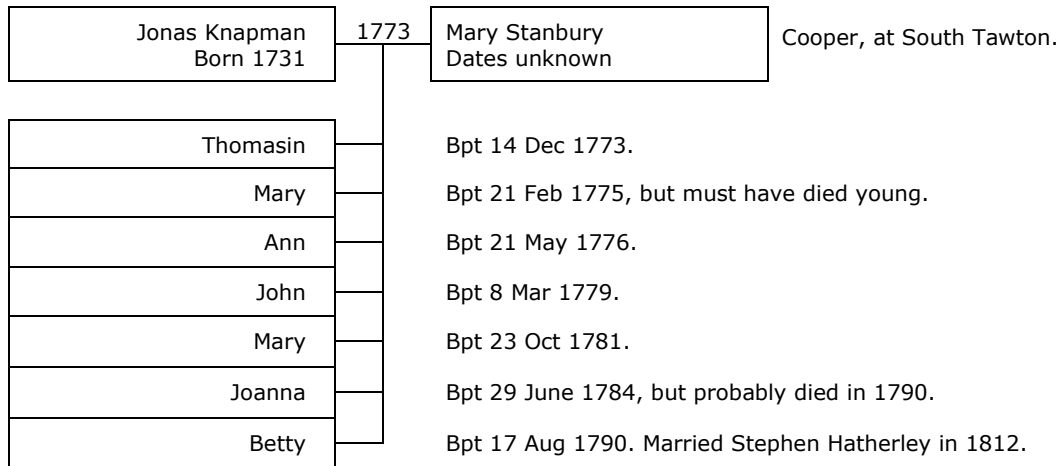 Jonas Knapman
Born 1731
1773
Mary Stanbury
Dates unknown
Cooper, at South Tawton.
Thomasin
Bpt 14 Dec 1773.
Mary
Bpt 21 Feb 1775, but must have died young.
Ann
Bpt 21 May 1776.
John
Bpt 8 Mar 1779.
Mary
Bpt 23 Oct 1781.
Joanna
Bpt 29 June 1784, but probably died in 1790.
Betty
Bpt 17 Aug 1790. Married Stephen Hatherley in 1812.